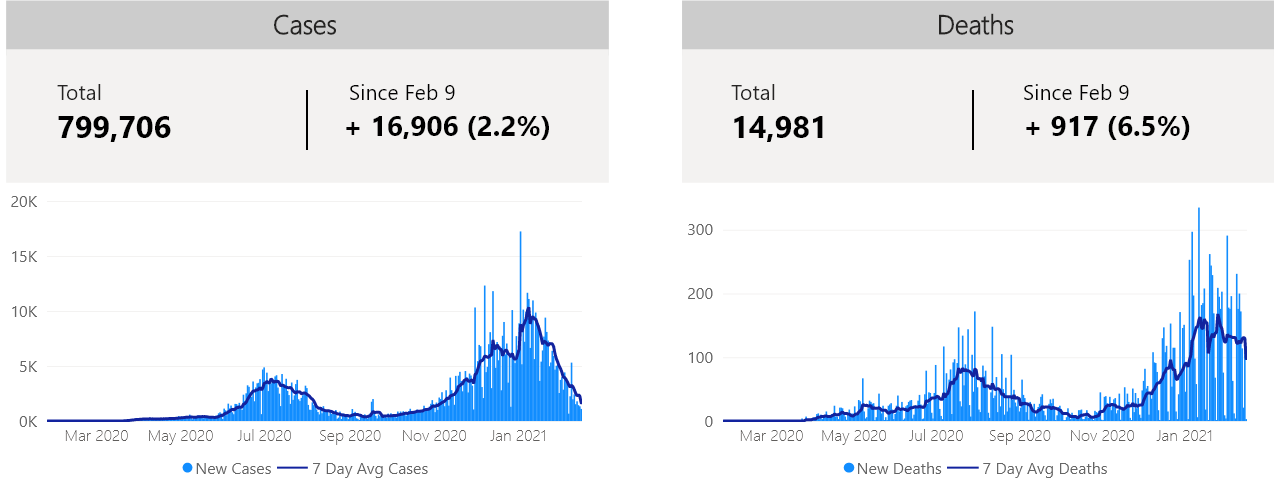 Cases
Total
799,706
Since Feb 9
+ 16,906 (2.2%)
20K
15K
10K
5K
0K
Mar 2020 May 2020 Jul 2020 Sep 2020 Nov 2020 Jan 2021
New Cases 7 Day Avg Cases
Deaths
Total
14,981
Since Feb 9
+ 917 (6.5%)
300
200
100
0
Mar 2020 May 2020 Jul 2020 Sep 2020 Nov 2020 Jan 2021
New Deaths 7 Day Avg Deaths